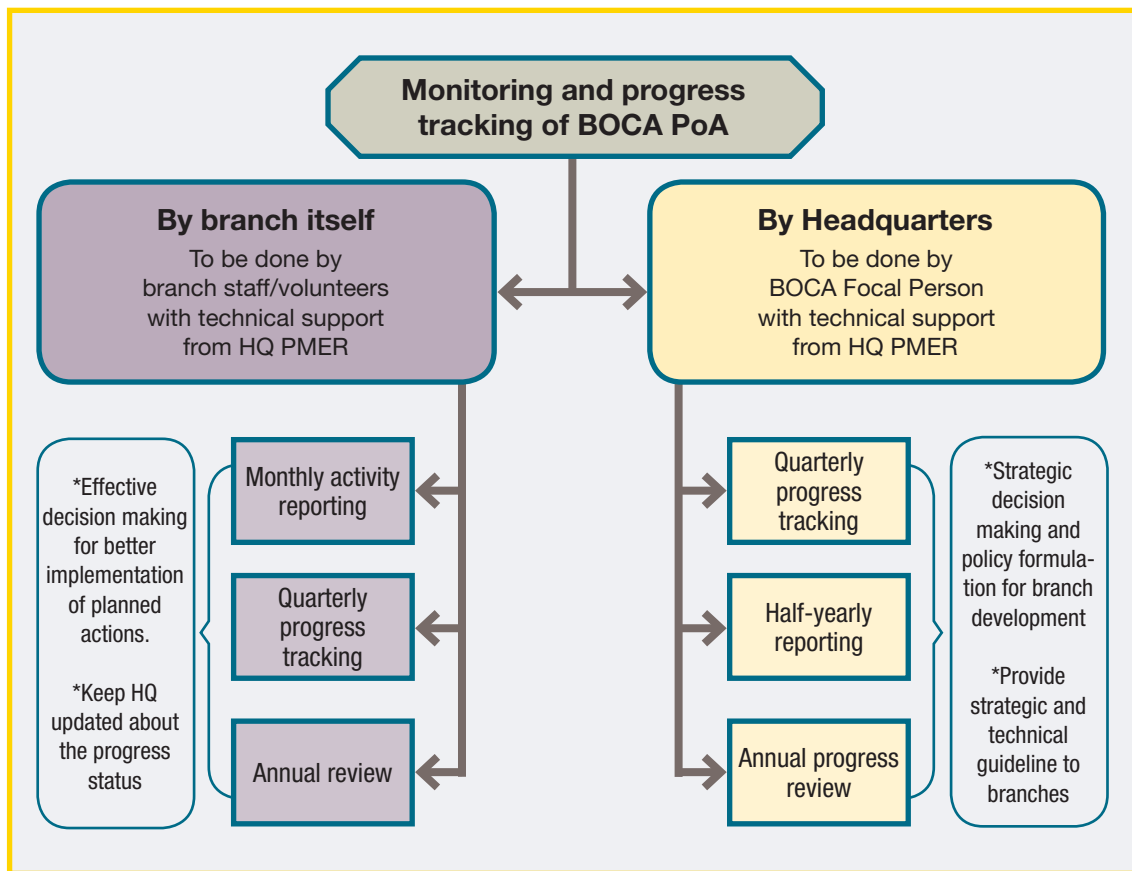 Monitoring and progress
tracking of BOCA PoA
By branch itself
To be done by
branch staff/volunteers
with technical support
from HQ PMER
By Headquarters
To be done by
BOCA Focal Person
with technical support
from HQ PMER
*Effective
decision making
for better
implementation
of planned
actions.
*Keep HQ
updated about
the progress
status
Monthly activity
reporting
Quarterly
progress
tracking
Annual review
Quarterly
progress
tracking
Half-yearly
reporting
Annual progress
review
*Strategic
decision
making and
policy formula-
tion for branch
development
*Provide
strategic and
technical
guideline to
branches